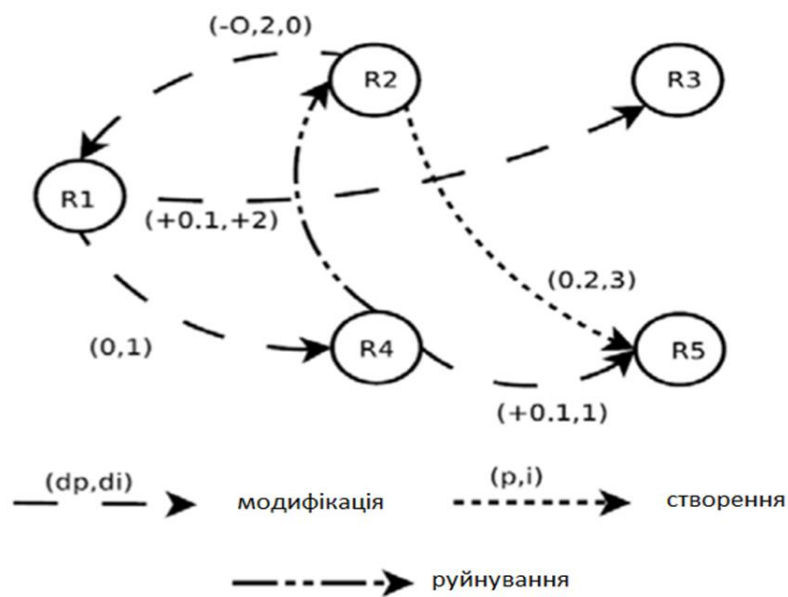 (-O,2,0)
R2
R3
R1
(+0.1,+2)
(0.2,3)
(0,1)
R4
R5
(+0.1,1)
(dp,di)
модифікація
(p,i)
створення
руйнування